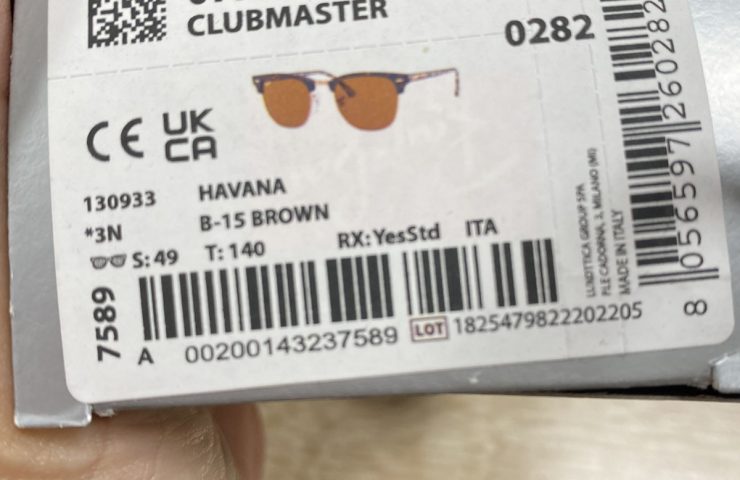 CLUBMASTER
0282
CE
UK
CA
130933 HAVANA
*3N B-15 BROWN
S: 49 T: 140 RX: YesStd ITA
7589
A 00200143237589 LOT 1825479822202205
LUXOTTICA GROUP SPA
PLE CADORNA, 3, MILANO (MI)
MADE IN ITALY
8 056597 260282